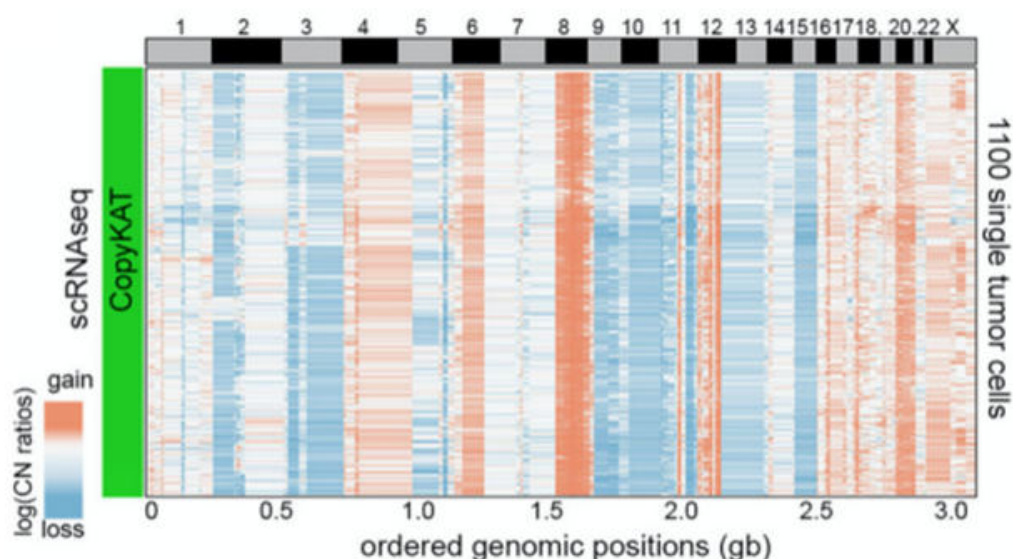 1 2 3 4 5 6 7 8 9 10 11 12 13 14 15 16 17 18. 20. 22 X
scRNAseq
CopyKAT
1100 single tumor cells
gain
log(CN ratios)
loss
0 0.5 1.0 1.5 2.0 2.5 3.0
ordered genomic positions (gb)